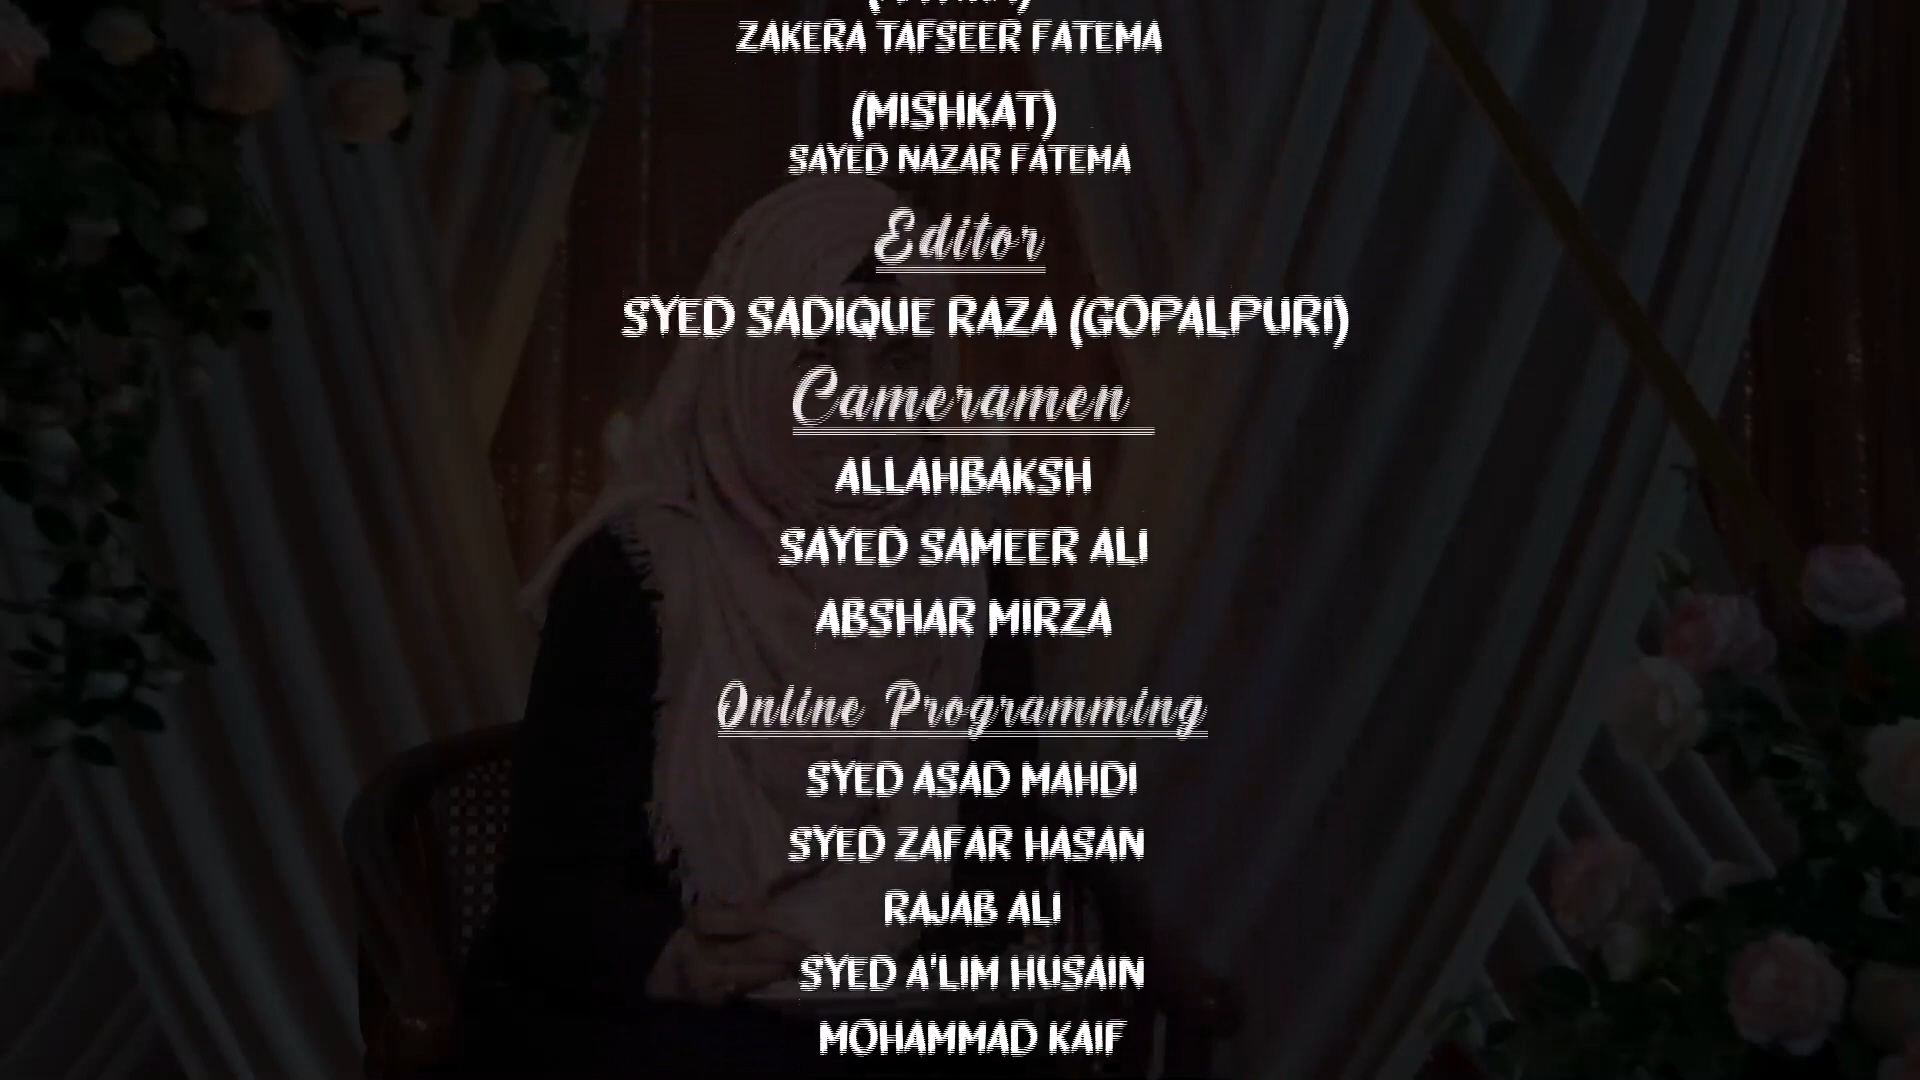 ZAKERA TAFSEER FATEMA
(MISHKAT)
SAYED NAZAR FATEMA
Editor
SYED SADIQUE RAZA (GOPALPURI)
Cameramen
ALLAHBAKSH
SAYED SAMEER ALI
ABSHAR MIRZA
Online Programming
SYED ASAD MAHDI
SYED ZAFAR HASAN
RAJAB ALI
SYED A'LIM HUSAIN
MOHAMMAD KAIF